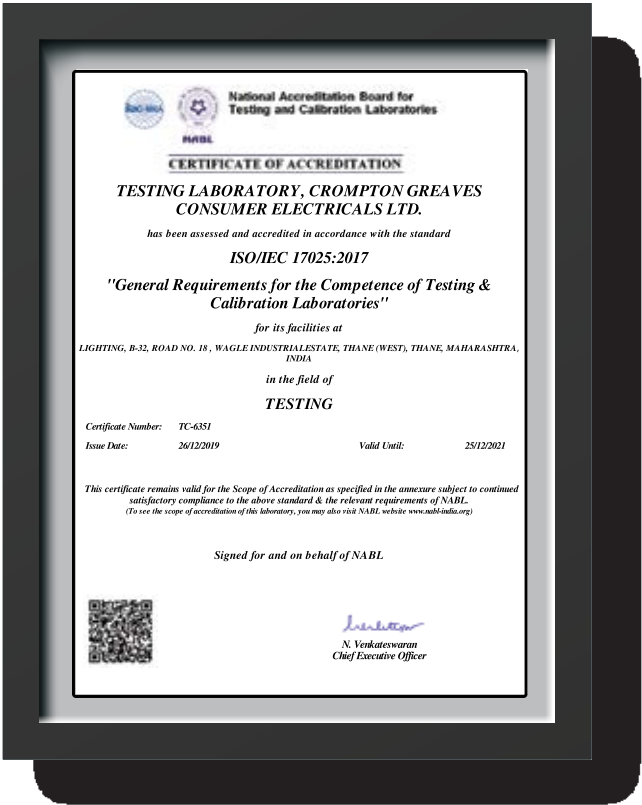 National Accreditation Board for
Testing and Calibration Laboratories
NABL
CERTIFICATE OF ACCREDITATION
TESTING LABORATORY, CROMPTON GREAVES
CONSUMER ELECTRICALS LTD.
has been assessed and accredited in accordance with the standard
ISO/IEC 17025:2017
"General Requirements for the Competence of Testing &
Calibration Laboratories"
for its facilities at
LIGHTING, B-32, ROAD NO. 18 , WAGLE INDUSTRIALESTATE, THANE (WEST), THANE, MAHARASHTRA,
INDIA
in the field of
TESTING
Certificate Number: TC-6351
Issue Date: 26/12/2019 Valid Until: 25/12/2021
This certificate remains valid for the Scope of Accreditation as specified in the annexure subject to continued
satisfactory compliance to the above standard & the relevant requirements of NABL.
(To see the scope of accreditation of this laboratory, you may also visit NABL website www.nabl-india.org)
Signed for and on behalf of NABL
N. Venkateswaran
Chief Executive Officer